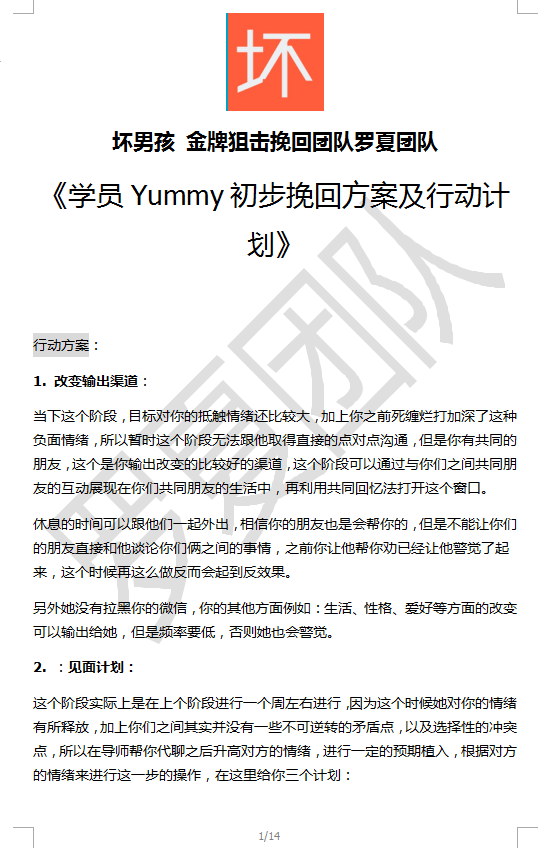 坏
坏男孩 金牌狙击挽回团队罗夏团队
《学员 Yummy 初步挽回方案及行动计
划》
行动方案：
1. 改变输出渠道：
当下这个阶段，目标对你的抵触情绪还比较大，加上你之前死缠烂打加深了这种
负面情绪，所以暂时这个阶段无法跟他取得直接的点对点沟通，但是你有共同的
朋友，这个是你输出改变的比较好的渠道，这个阶段可以通过与你们之间共同朋
友的互动展现在你们共同朋友的生活中，再利用共同回忆法打开这个窗口。
休息的时间可以跟他们一起外出，相信你的朋友也是会帮你的，但是不能让你们
的朋友直接和他谈论你们俩之间的事情，之前你让他帮你劝已经让他警觉了起
来，这个时候再这么做反而会起到反效果。
另外她没有拉黑你的微信，你的其他方面例如：生活、性格、爱好等方面的改变
可以输出给她，但是频率要低，否则她也会警觉。
2. ：见面计划：
这个阶段实际上是在上个阶段进行一个周左右进行，因为这个时候她对你的情绪
有所释放，加上你们之间其实并没有一些不可逆转的矛盾点，以及选择性的冲突
点，所以在导师帮你代聊之后升高对方的情绪，进行一定的预期植入，根据对方
的情绪来进行这一步的操作，在这里给你三个计划：
罗夏团队
1/14